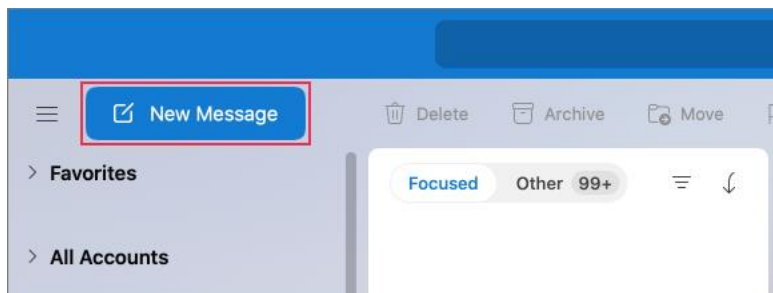 New Message
Delete
Archive
Move
Favorites
Focused
Other 99+
All Accounts